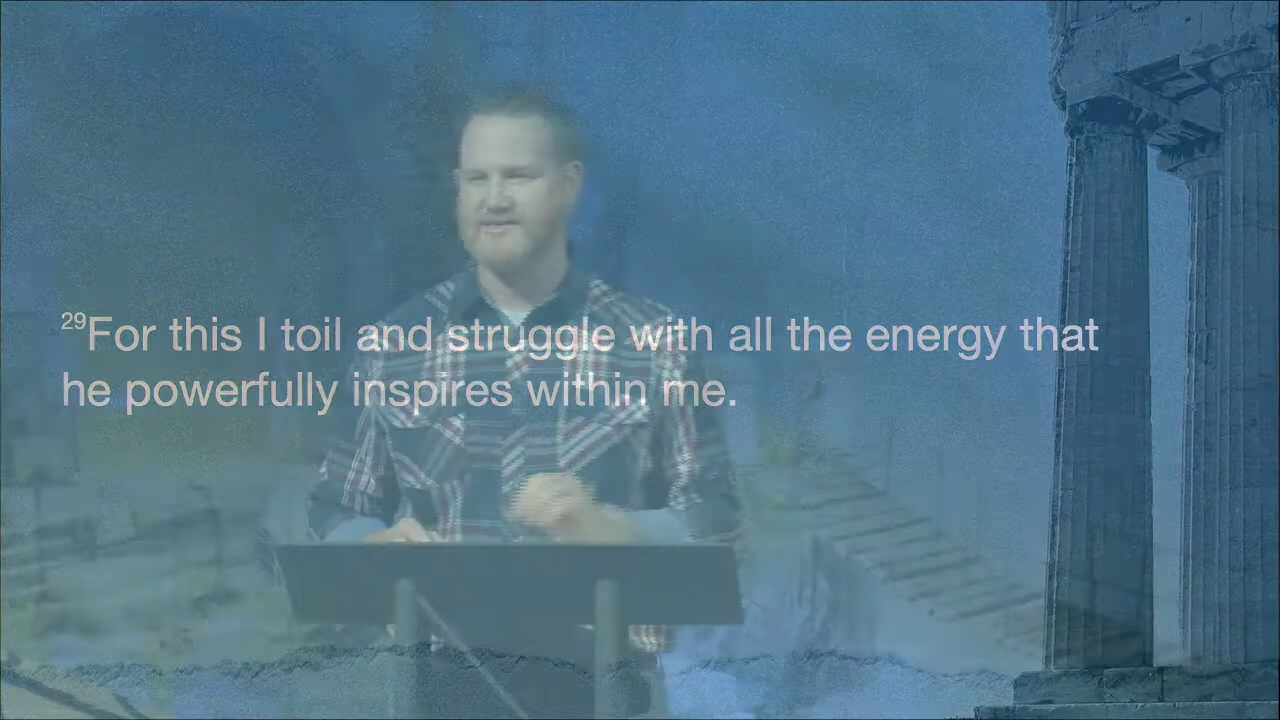 29For this I toil and struggle with all the energy that
he powerfully inspires within me.